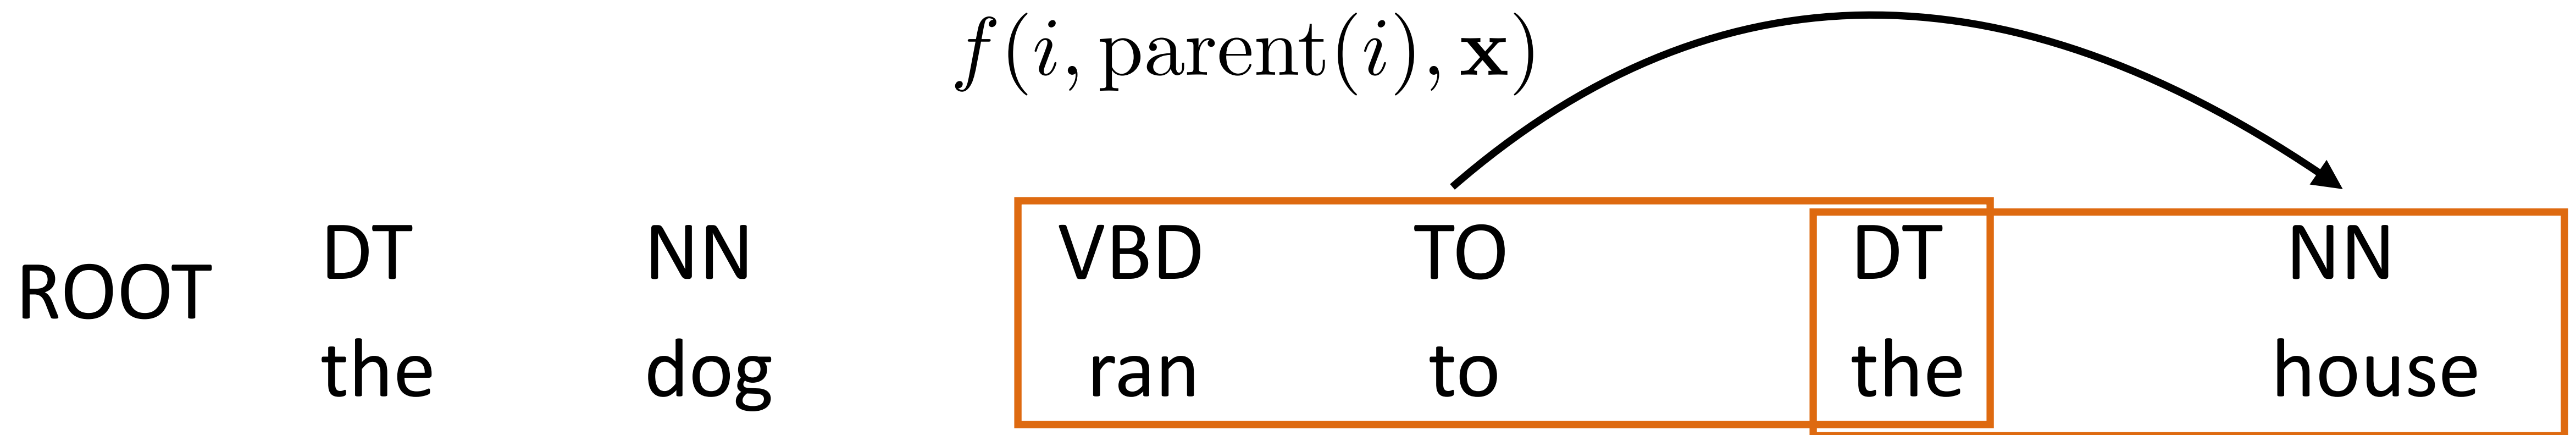 f(i, parent(i), x)
DT NN VBD TO DT NN
ROOT
the dog ran to the house